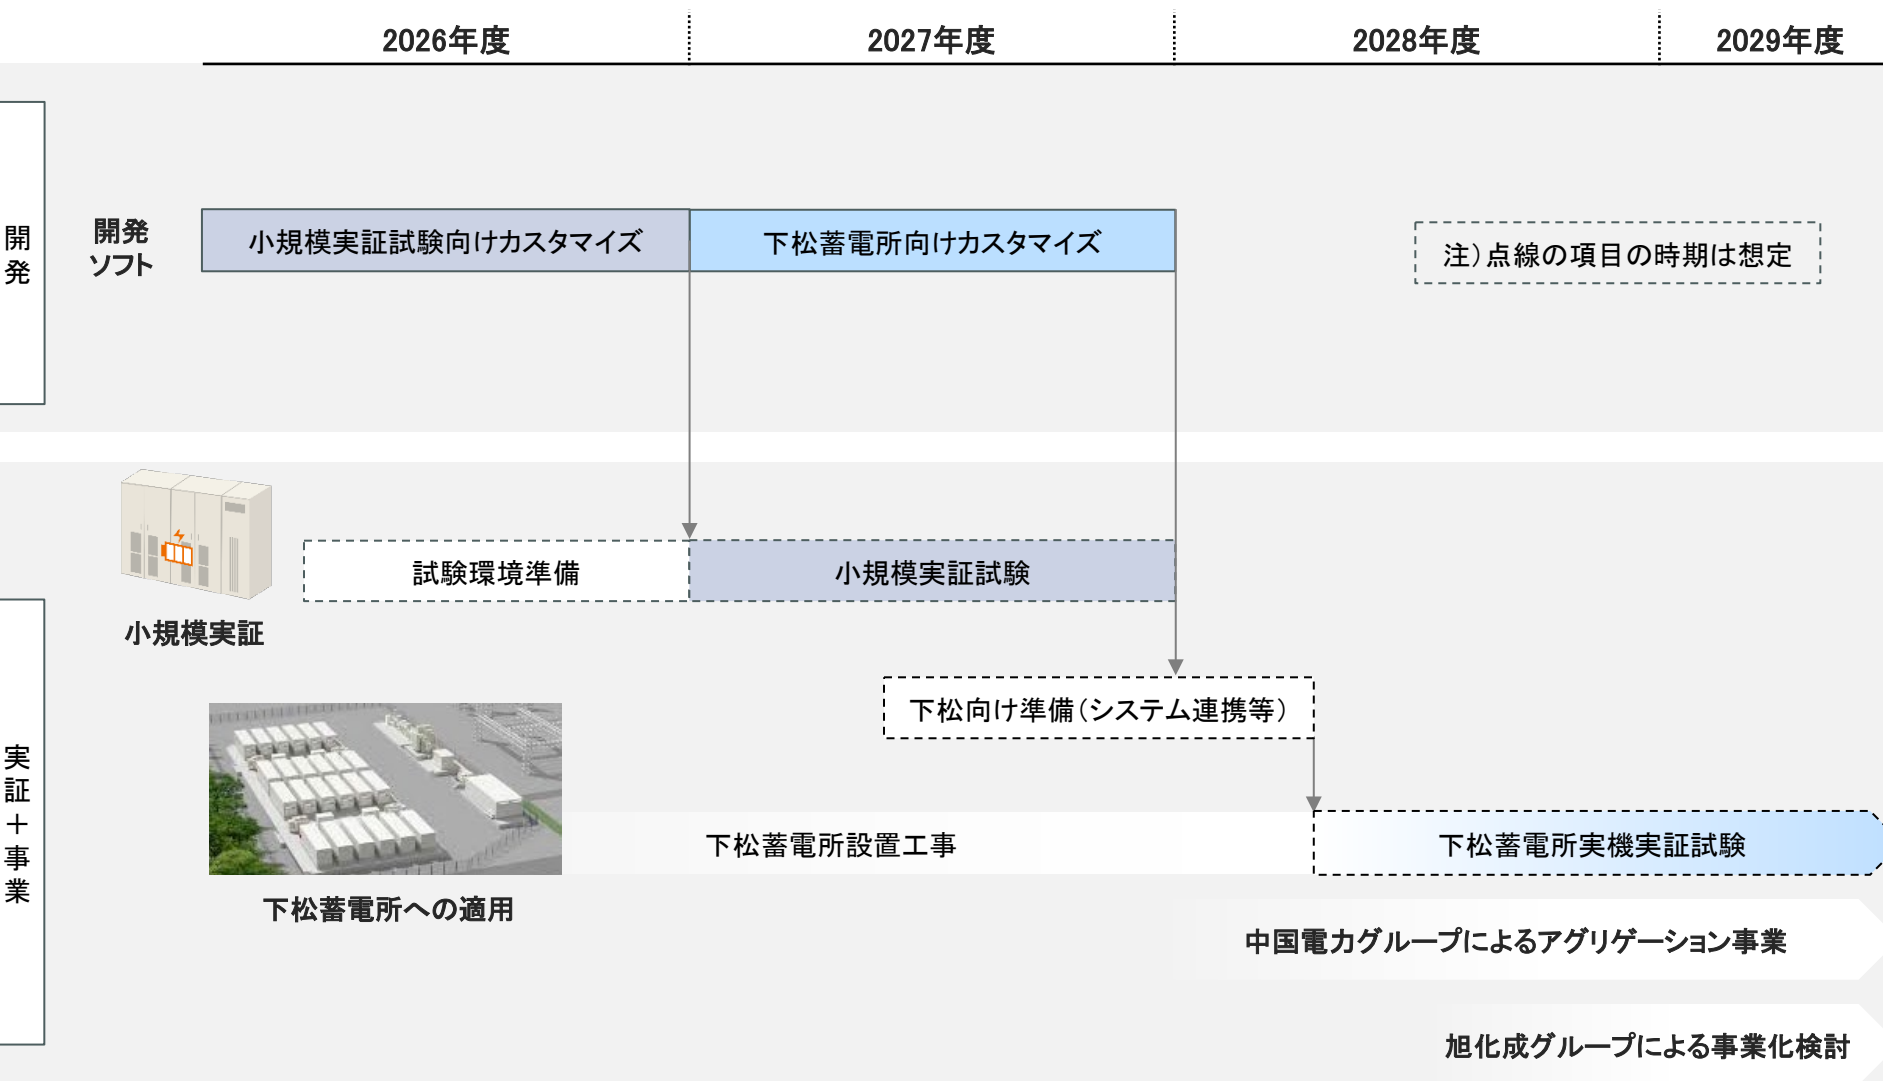 2026年度
2027年度
2028年度
2029年度
開発
開発
ソフト
小規模実証試験向けカスタマイズ
下松蓄電所向けカスタマイズ
注）点線の項目の時期は想定
実証＋事業
試験環境準備
小規模実証試験
小規模実証
下松向け準備（システム連携等）
下松蓄電所設置工事
下松蓄電所実機実証試験
下松蓄電所への適用
中国電力グループによるアグリゲーション事業
旭化成グループによる事業化検討